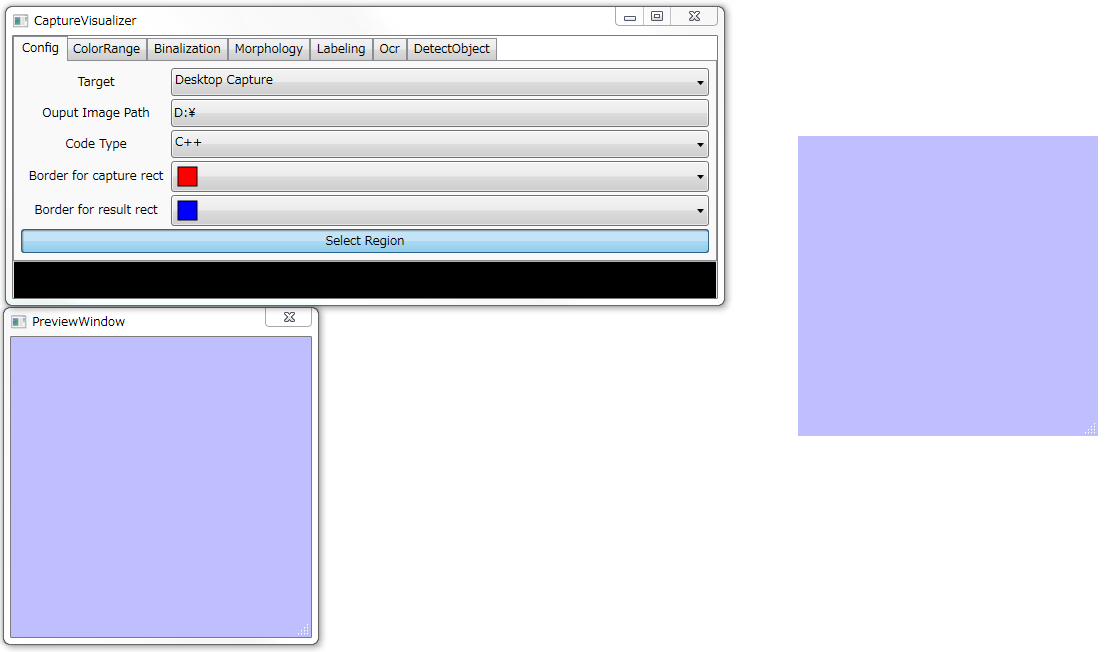 CaptureVisualizer
Config ColorRange Binalization Morphology Labeling Ocr DetectObject
Target Desktop Capture
Ouput Image Path D:¥
Code Type C++
Border for capture rect
Border for result rect
Select Region
PreviewWindow